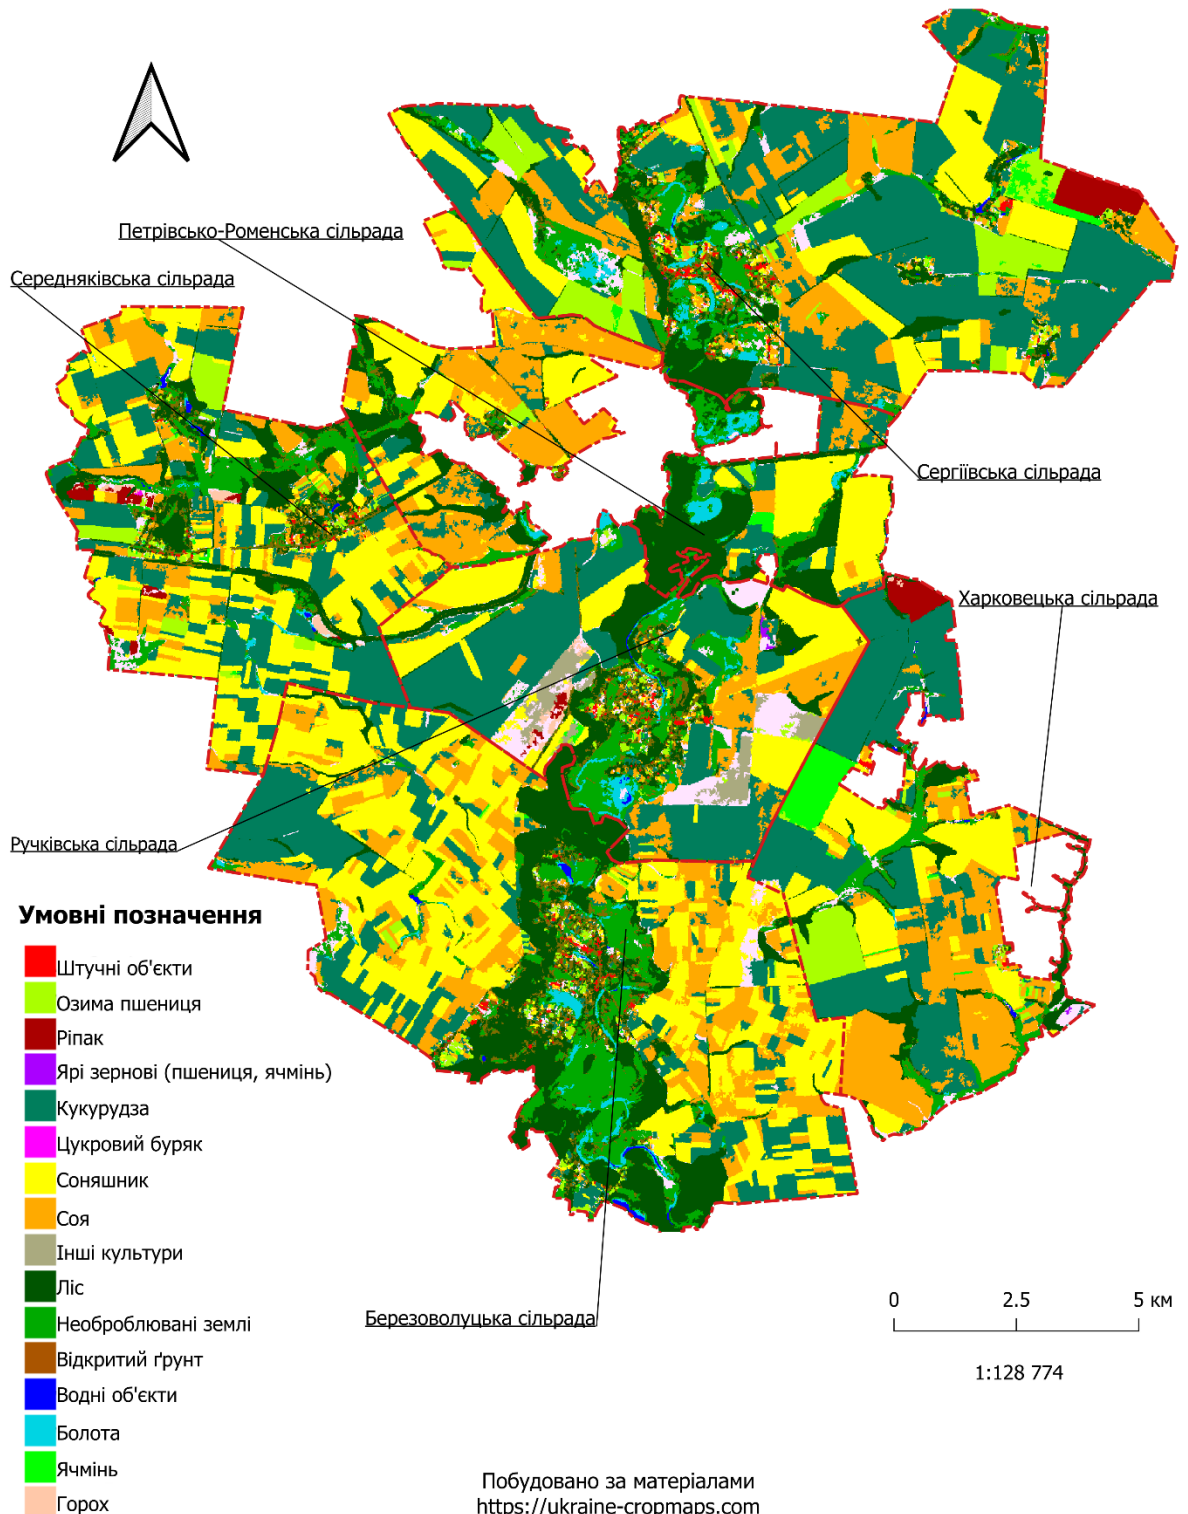 Петрівсько-Роменська сільрада
Середняківська сільрада
Сергіївська сільрада
Харковецька сільрада
Ручківська сільрада
Березоволуцька сільрада
Умовні позначення
Штучні об'єкти
Озима пшениця
Ріпак
Ярі зернові (пшениця, ячмінь)
Кукурудза
Цукровий буряк
Соняшник
Соя
Інші культури
Ліс
Необроблювані землі
Відкритий ґрунт
Водні об'єкти
Болота
Ячмінь
Горох
0 2.5 5 км
1:128 774
Побудовано за матеріалами
https://ukraine-cropmaps.com